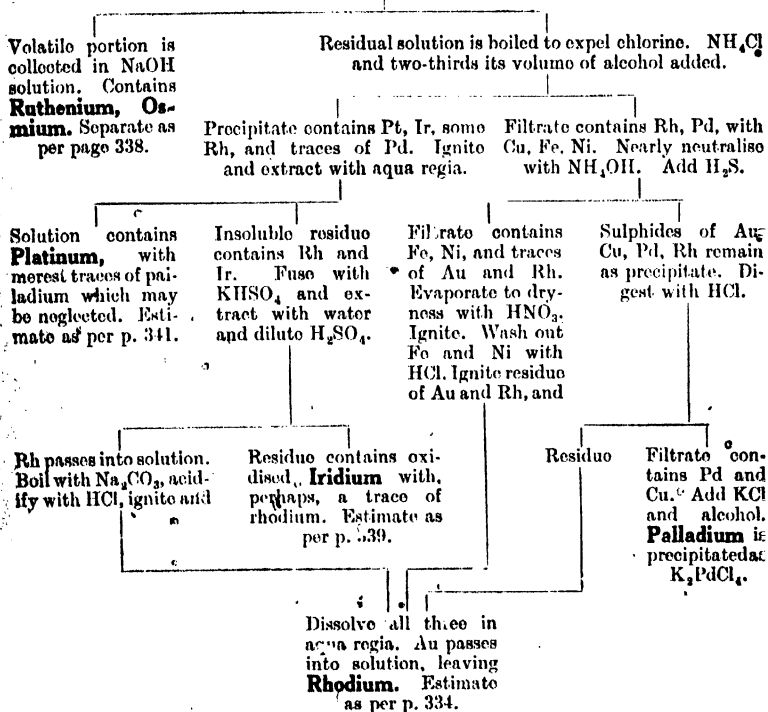 Volatile portion is
collected in NaOH
solution. Contains
Ruthenium, Os-
mium. Separate as
per page 338.
Residual solution is boiled to expel chlorine. NH₄Cl
and two-thirds its volume of alcohol added.
Precipitate contains Pt, Ir, some
Rh, and traces of Pd. Ignite
and extract with aqua regia.
Filtrate contains Rh, Pd, with
Cu, Fe, Ni. Nearly neutralise
with NH₄OH. Add H₂S.
Solution contains
Platinum, with
merest traces of pal-
ladium which may
be neglected. Esti-
mate as per p. 341.
Insoluble residue
contains Rh and
Ir. Fuse with
KHSO₄ and ex-
tract with water
and dilute H₂SO₄.
Filtrate contains
Fe, Ni, and traces
of Au and Rh.
Evaporate to dry-
ness with HNO₃.
Ignite. Wash out
Fe and Ni with
HCl. Ignite residue
of Au and Rh, and
Sulphides of Au,
Cu, Pd, Rh remain
as precipitate. Di-
gest with HCl.
Rh passes into solution.
Boil with Na₂CO₃, acid-
ify with HCl, ignite and
Residue contains oxi-
dised Iridium with,
perhaps, a trace of
rhodium. Estimate as
per p. 339.
Residue
Filtrate con-
tains Pd and
Cu. Add KCl
and alcohol.
Palladium is
precipitated as
K₂PdCl₄.
Dissolve all three in
aqua regia. Au passes
into solution, leaving
Rhodium. Estimate
as per p. 334.